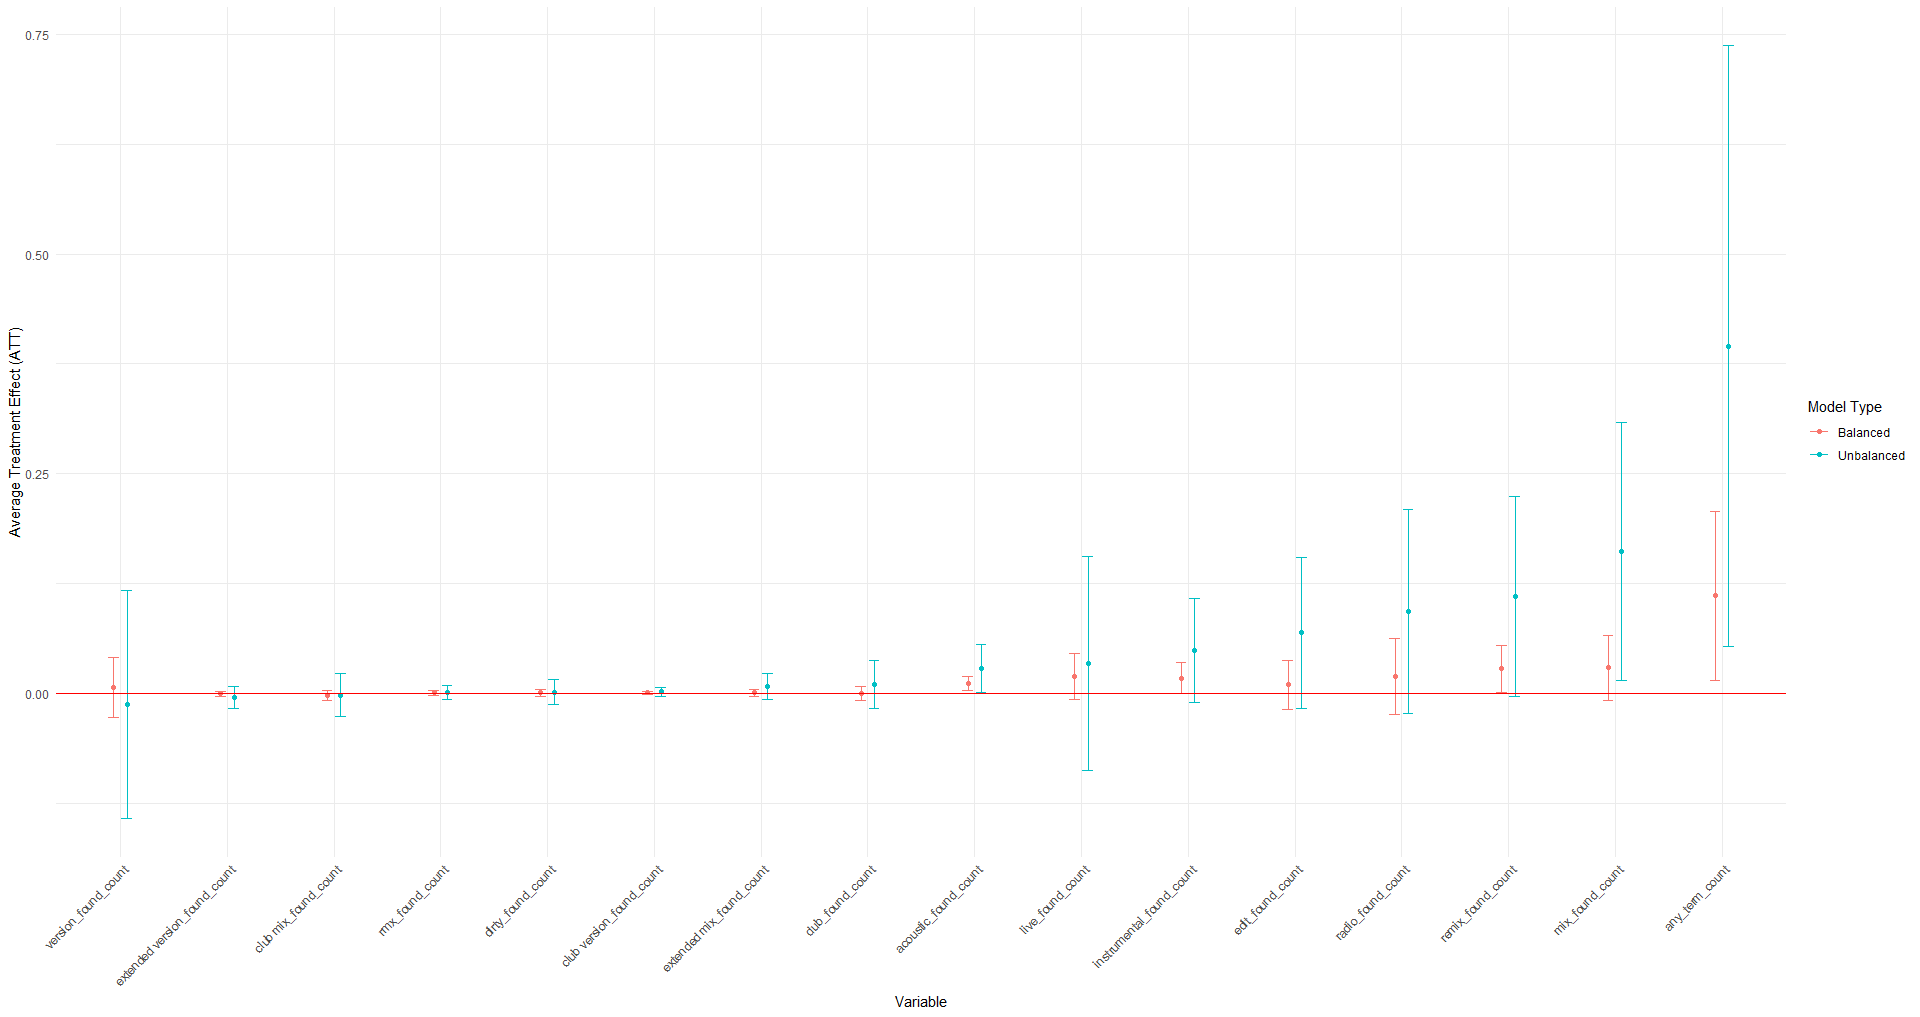 0.75
0.50
0.25
0.00
Average Treatment Effect (ATT)
version_found_count
extended version_found_count
club mix_found_count
rmx_found_count
dirty_found_count
club version_found_count
extended mix_found_count
dub_found_count
acoustic_found_count
live_found_count
instrumental_found_count
edit_found_count
radio_found_count
remix_found_count
mix_found_count
any_term_count
Variable
Model Type
Balanced
Unbalanced